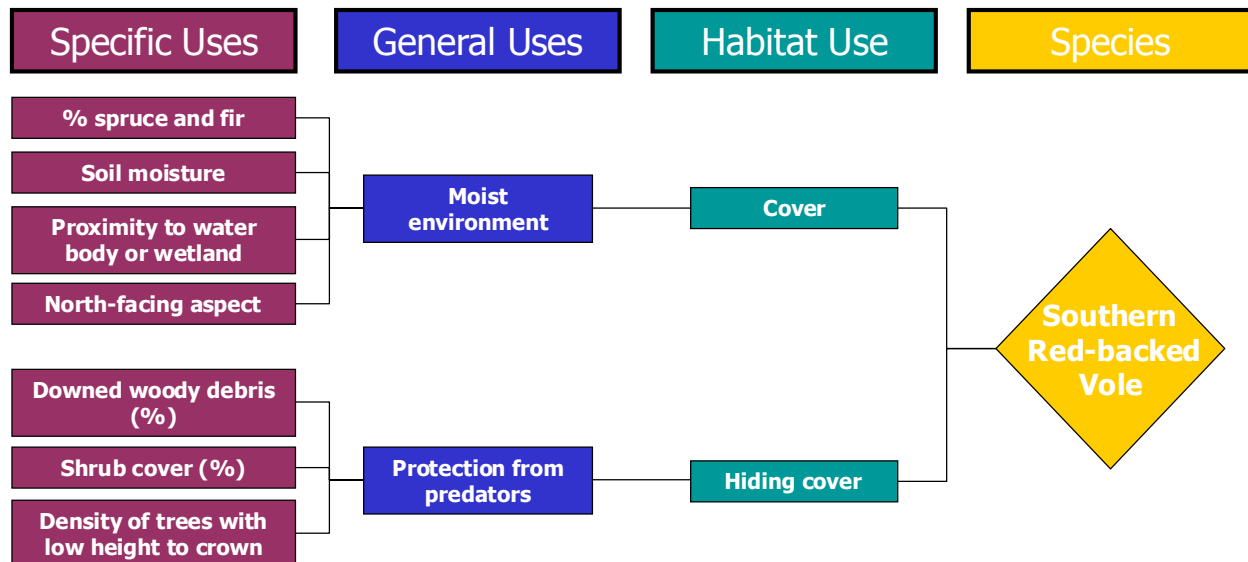 Specific Uses
General Uses
Habitat Use
Species
% spruce and fir
Soil moisture
Proximity to water
body or wetland
North-facing aspect
Moist
environment
Cover
Downed woody debris
(%)
Shrub cover (%)
Density of trees with
low height to crown
Protection from
predators
Hiding cover
Southern
Red-backed
Vole